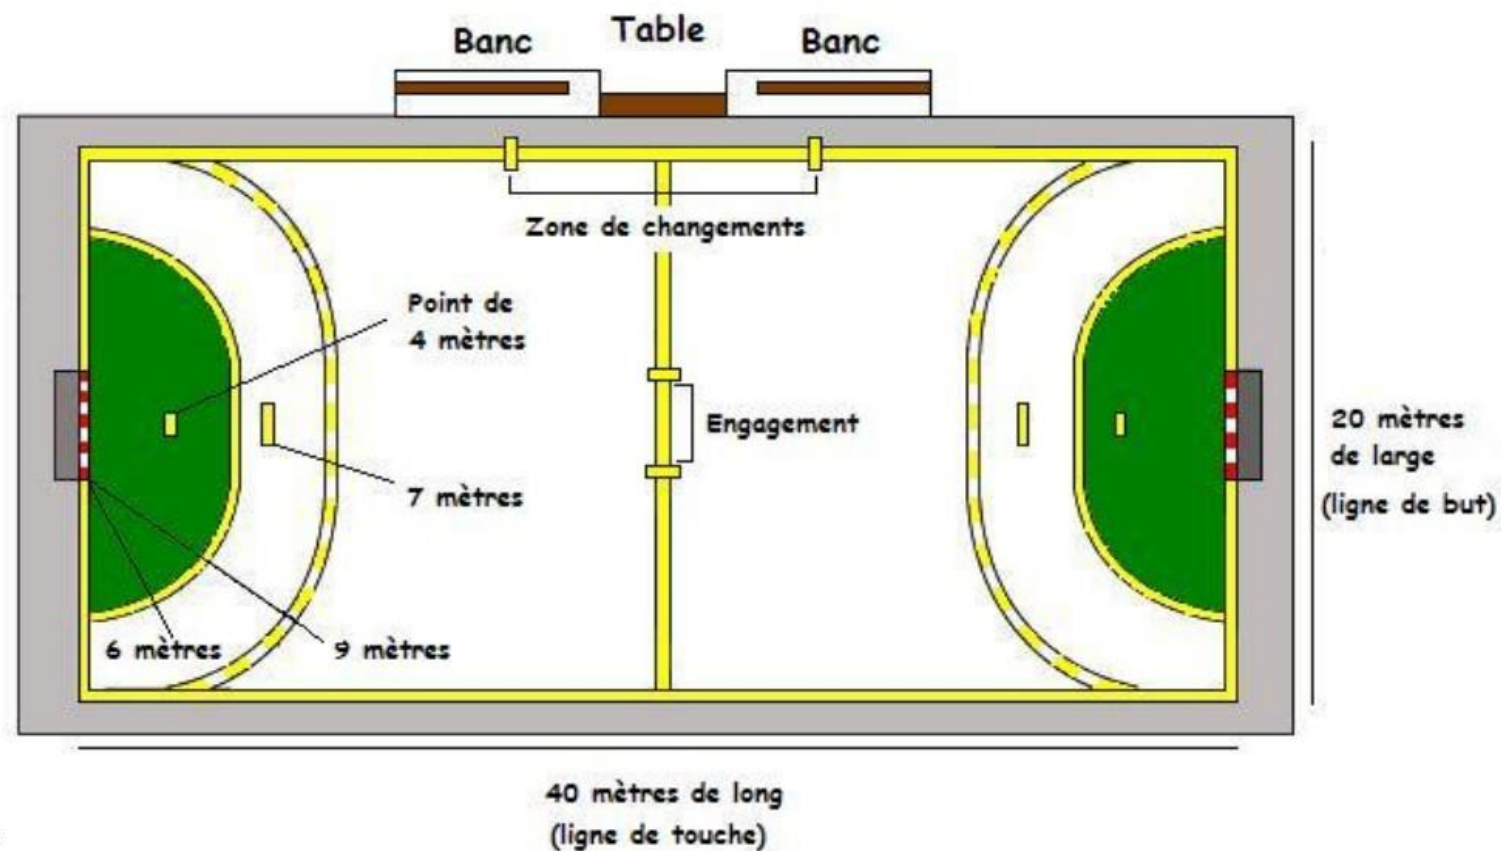 Banc
Table
Banc
Zone de changements
Point de
4 mètres
Engagement
7 mètres
20 mètres
de large
(ligne de but)
6 mètres
9 mètres
40 mètres de long
(ligne de touche)